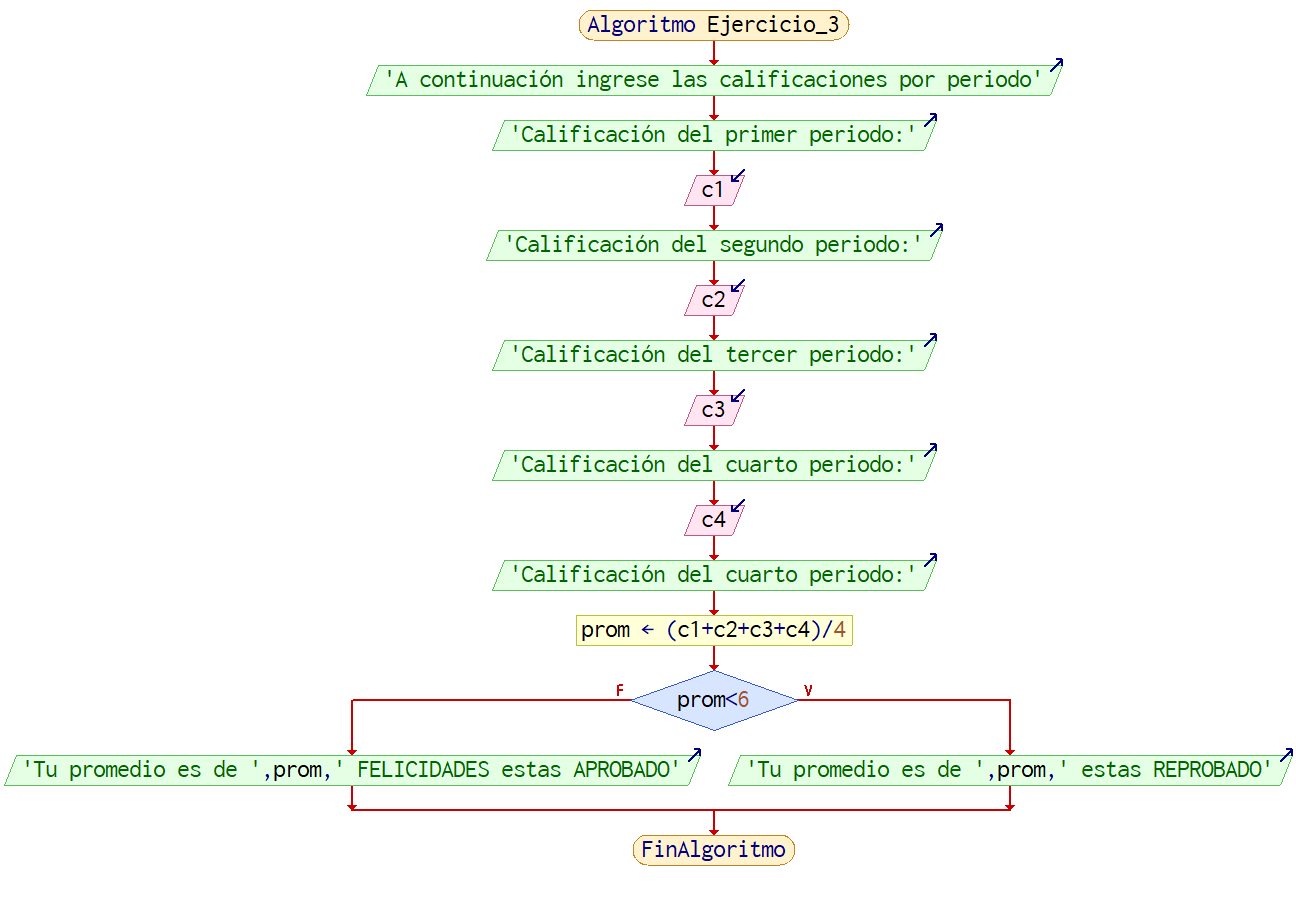 Algoritmo Ejercicio_3
'A continuación ingrese las calificaciones por periodo'
'Calificación del primer periodo:'
c1
'Calificación del segundo periodo:'
c2
'Calificación del tercer periodo:'
c3
'Calificación del cuarto periodo:'
c4
'Calificación del cuarto periodo:'
prom ← (c1+c2+c3+c4)/4
F
prom<6
V
'Tu promedio es de ',prom,' FELICIDADES estas APROBADO'
'Tu promedio es de ',prom,' estas REPROBADO'
FinAlgoritmo